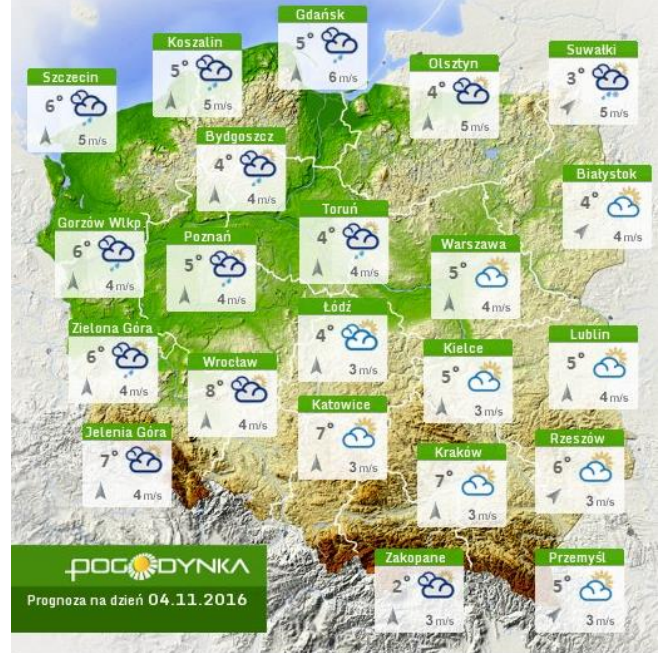 Gdańsk
5°
6 m/s
Koszalin
5°
5 m/s
Suwałki
3°
5 m/s
Olsztyn
4°
5 m/s
Szczecin
6°
5 m/s
Bydgoszcz
4°
4 m/s
Białystok
4°
4 m/s
Toruń
4°
4 m/s
Gorzów Wlkp
6°
4 m/s
Poznań
5°
4 m/s
Warszawa
5°
4 m/s
Łódź
4°
3 m/s
Zielona Góra
6°
4 m/s
Lublin
5°
4 m/s
Kielce
5°
3 m/s
Wrocław
8°
4 m/s
Katowice
7°
3 m/s
Jelenia Góra
7°
4 m/s
Rzeszów
6°
3 m/s
Kraków
7°
3 m/s
Zakopane
2°
3 m/s
Przemyśl
5°
3 m/s
POGODYNKA
Prognoza na dzień 04.11.2016